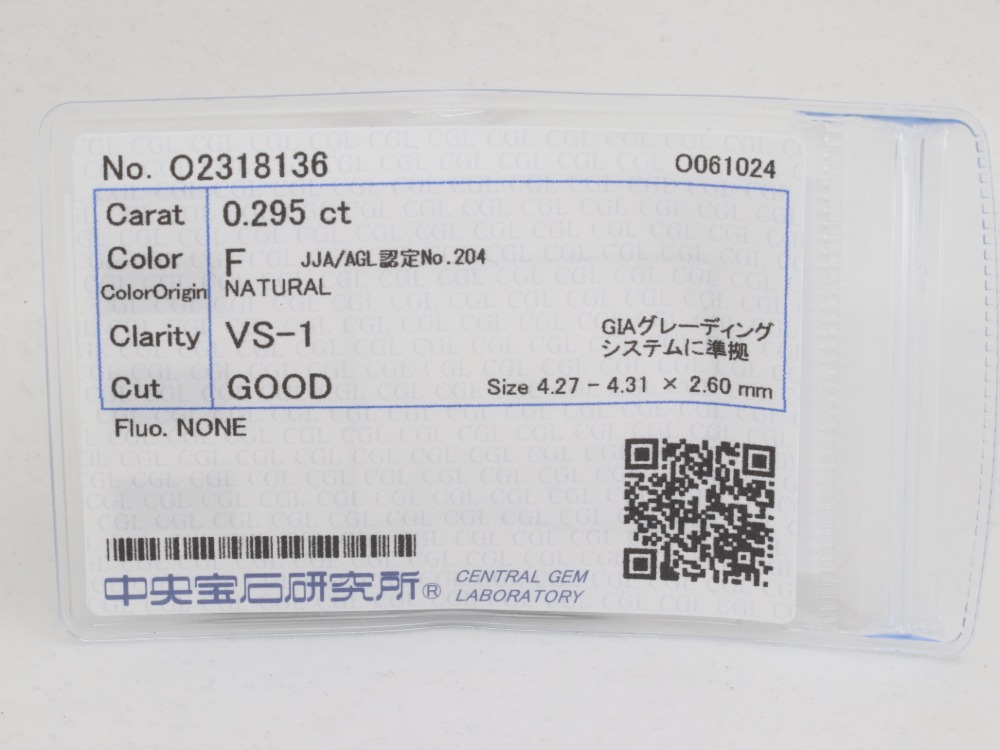 No. O2318136 O061024
Carat 0.295 ct
Color F JJA/AGL認定No.204
ColorOrigin NATURAL
Clarity VS-1 GIAグレーディング
システムに準拠
Cut GOOD Size 4.27 - 4.31 × 2.60 mm
Fluo. NONE
中央宝石研究所® CENTRAL GEM
LABORATORY